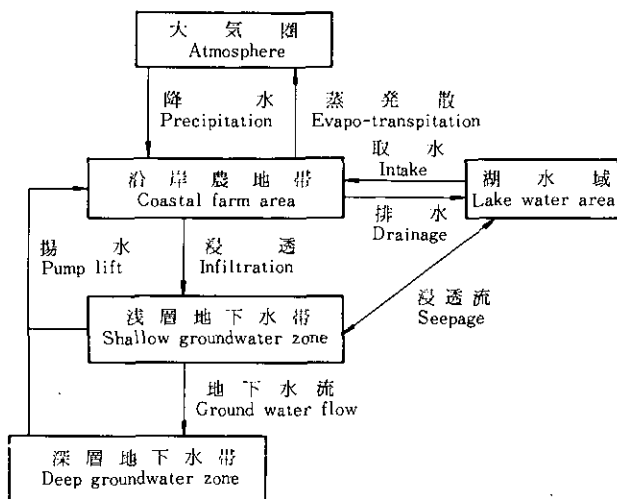 大気圏
Atmosphere
降水
Precipitation
蒸発散
Evapo-transpitation
取水
Intake
沿岸農地帯
Coastal farm area
湖水域
Lake water area
排水
Drainage
揚水
Pump lift
浸透
Infiltration
浸透流
Seepage
浅層地下水帯
Shallow groundwater zone
地下水流
Ground water flow
深層地下水帯
Deep groundwater zone